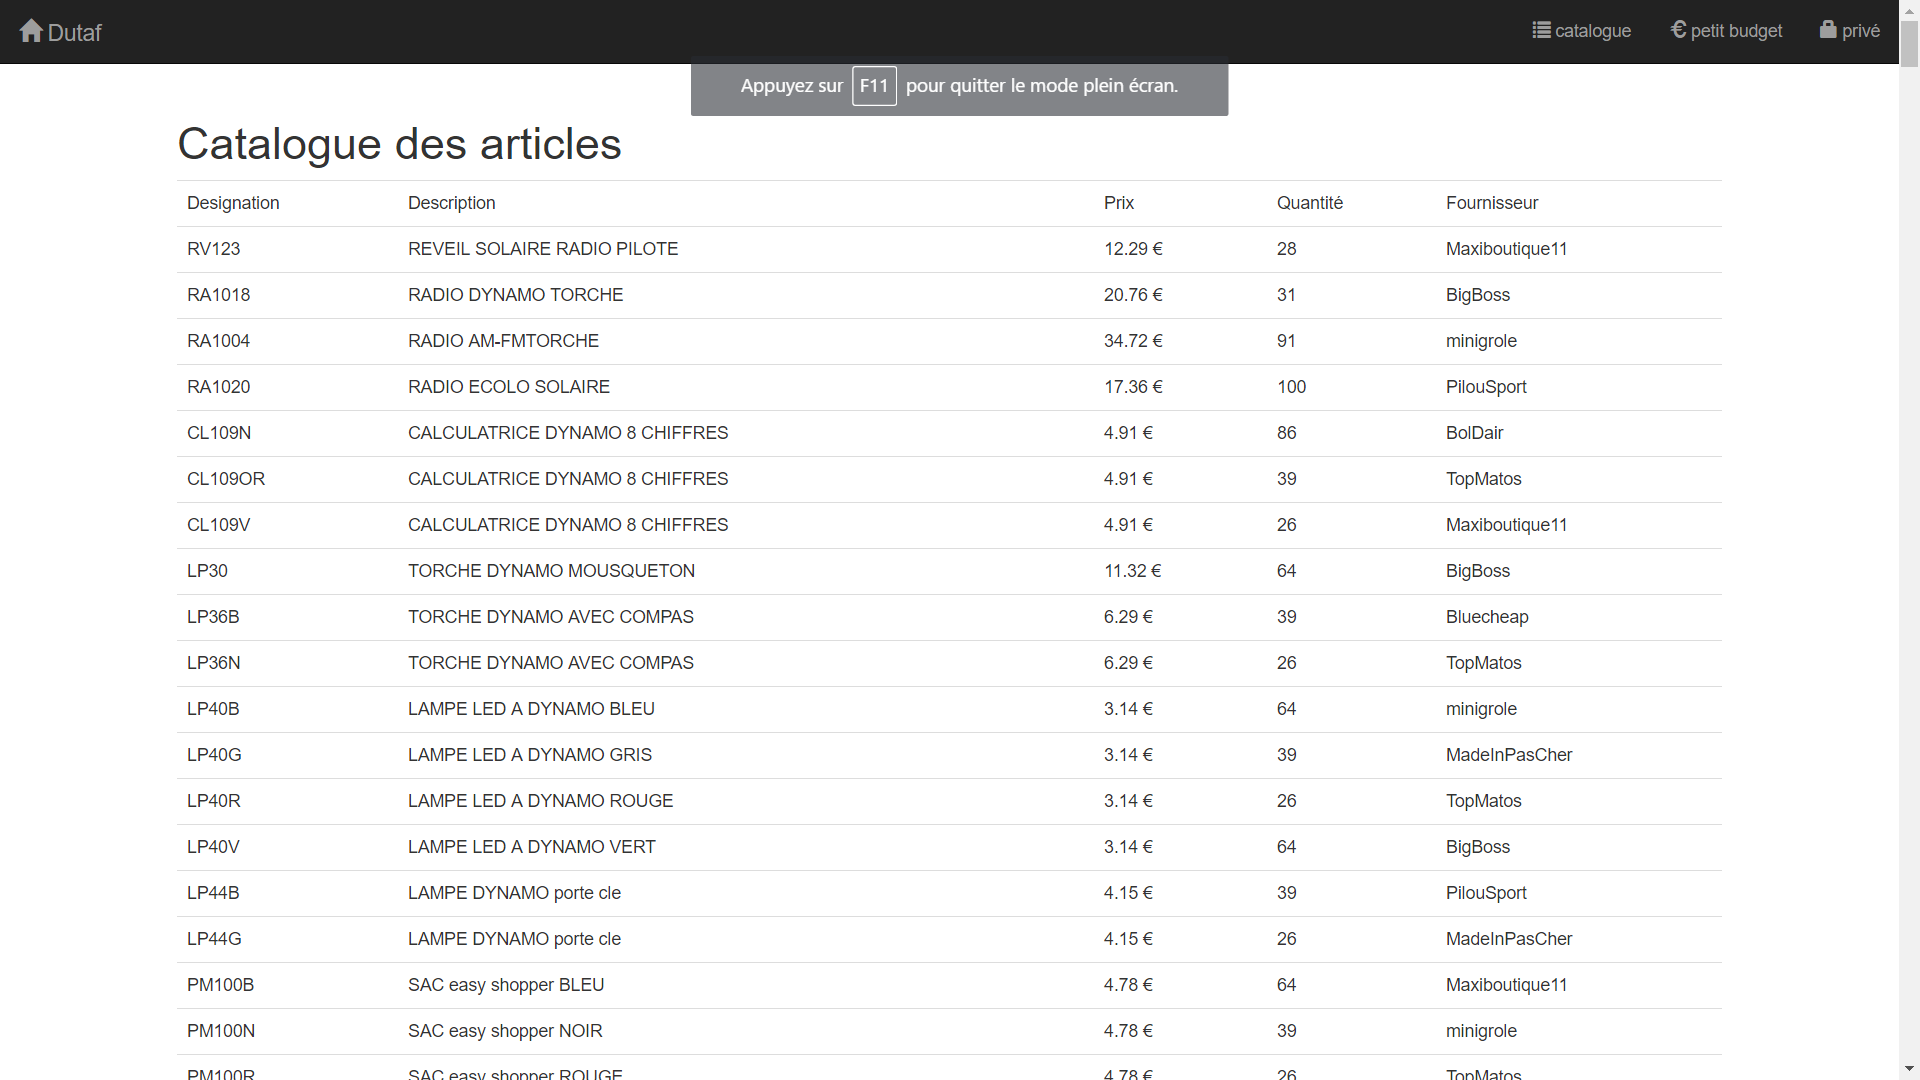 Dutaf catalogue € petit budget privé
Appuyez sur F11 pour quitter le mode plein écran.
Catalogue des articles
Designation Description Prix Quantité Fournisseur
RV123 REVEIL SOLAIRE RADIO PILOTE 12.29 € 28 Maxiboutique11
RA1018 RADIO DYNAMO TORCHE 20.76 € 31 BigBoss
RA1004 RADIO AM-FMTORCHE 34.72 € 91 minigrole
RA1020 RADIO ECOLO SOLAIRE 17.36 € 100 PilouSport
CL109N CALCULATRICE DYNAMO 8 CHIFFRES 4.91 € 86 BolDair
CL109OR CALCULATRICE DYNAMO 8 CHIFFRES 4.91 € 39 TopMatos
CL109V CALCULATRICE DYNAMO 8 CHIFFRES 4.91 € 26 Maxiboutique11
LP30 TORCHE DYNAMO MOUSQUETON 11.32 € 64 BigBoss
LP36B TORCHE DYNAMO AVEC COMPAS 6.29 € 39 Bluecheap
LP36N TORCHE DYNAMO AVEC COMPAS 6.29 € 26 TopMatos
LP40B LAMPE LED A DYNAMO BLEU 3.14 € 64 minigrole
LP40G LAMPE LED A DYNAMO GRIS 3.14 € 39 MadeInPasCher
LP40R LAMPE LED A DYNAMO ROUGE 3.14 € 26 TopMatos
LP40V LAMPE LED A DYNAMO VERT 3.14 € 64 BigBoss
LP44B LAMPE DYNAMO porte cle 4.15 € 39 PilouSport
LP44G LAMPE DYNAMO porte cle 4.15 € 26 MadeInPasCher
PM100B SAC easy shopper BLEU 4.78 € 64 Maxiboutique11
PM100N SAC easy shopper NOIR 4.78 € 39 minigrole
PM100R SAC easy shopper ROUGE 4.78 € 26 TopMatos